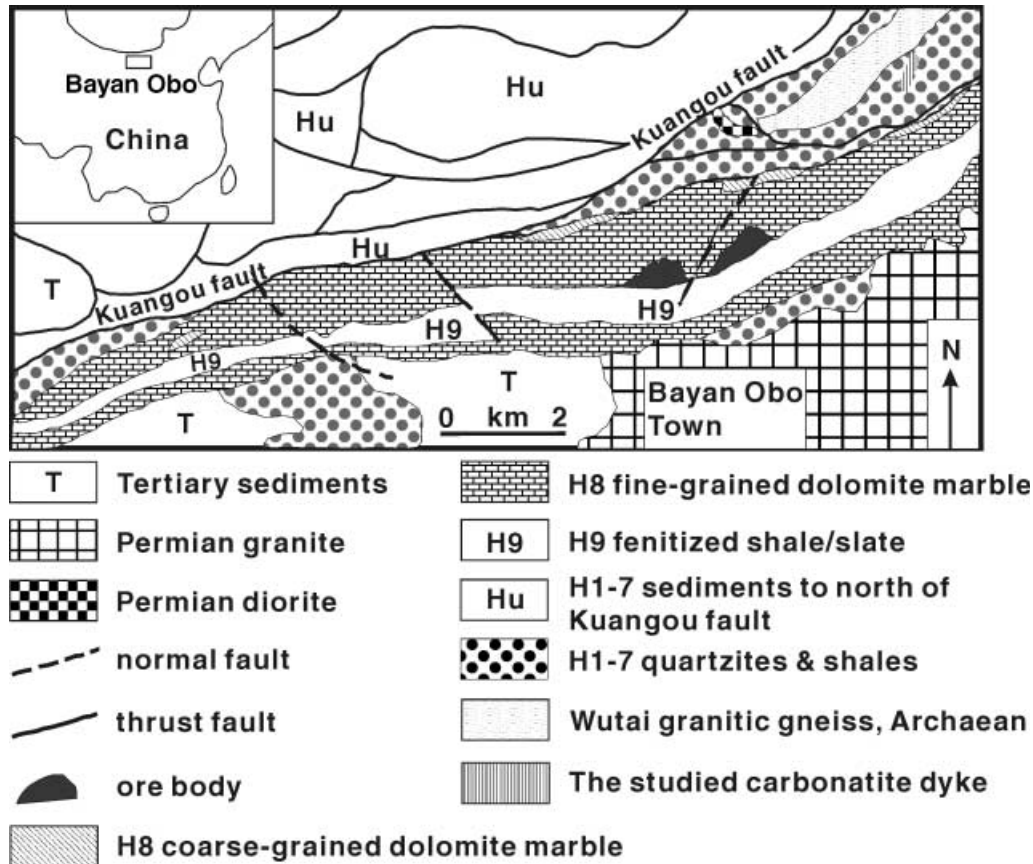 Bayan Obo
China
Hu
Hu
Kuangou fault
Hu
T
Kuangou fault
H9
H9
H9
T
T
0 km 2
Bayan Obo
Town
N
T Tertiary sediments
Permian granite
Permian diorite
normal fault
thrust fault
ore body
H8 coarse-grained dolomite marble
H8 fine-grained dolomite marble
H9 H9 fenitized shale/slate
Hu H1-7 sediments to north of
Kuangou fault
H1-7 quartzites & shales
Wutai granitic gneiss, Archaean
The studied carbonatite dyke